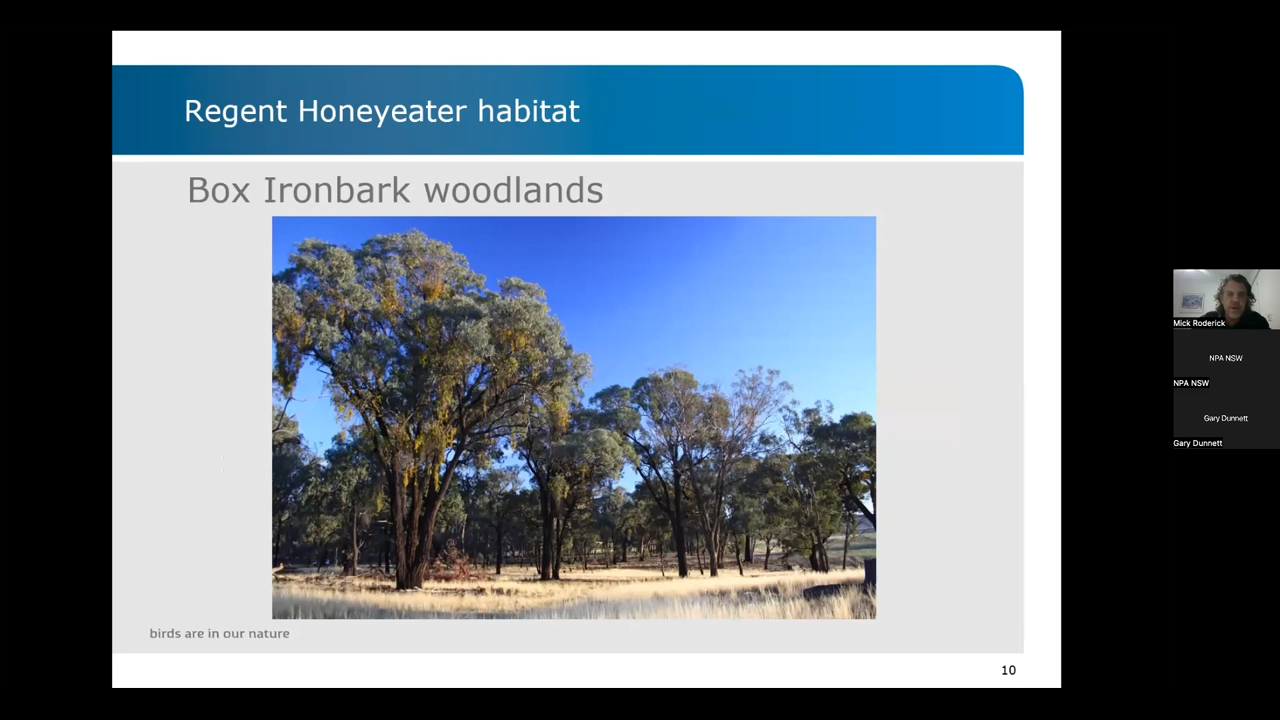 Regent Honeyeater habitat
Box Ironbark woodlands
birds are in our nature
10
Mick Roderick
NPA NSW
NPA NSW
Gary Dunnett
Gary Dunnett